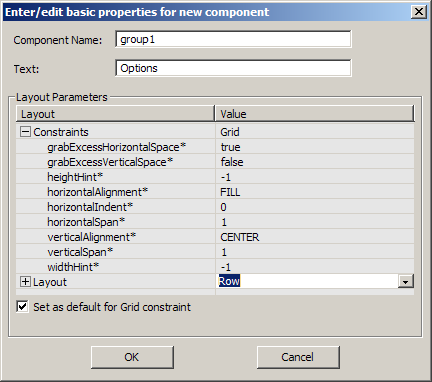 Enter/edit basic properties for new component
Component Name: group1
Text: Options
Layout Parameters
Layout Value
Constraints Grid
grabExcessHorizontalSpace* true
grabExcessVerticalSpace* false
heightHint* -1
horizontalAlignment* FILL
horizontalIndent* 0
horizontalSpan* 1
verticalAlignment* CENTER
verticalSpan* 1
widthHint* -1
Layout Row
Set as default for Grid constraint
OK Cancel